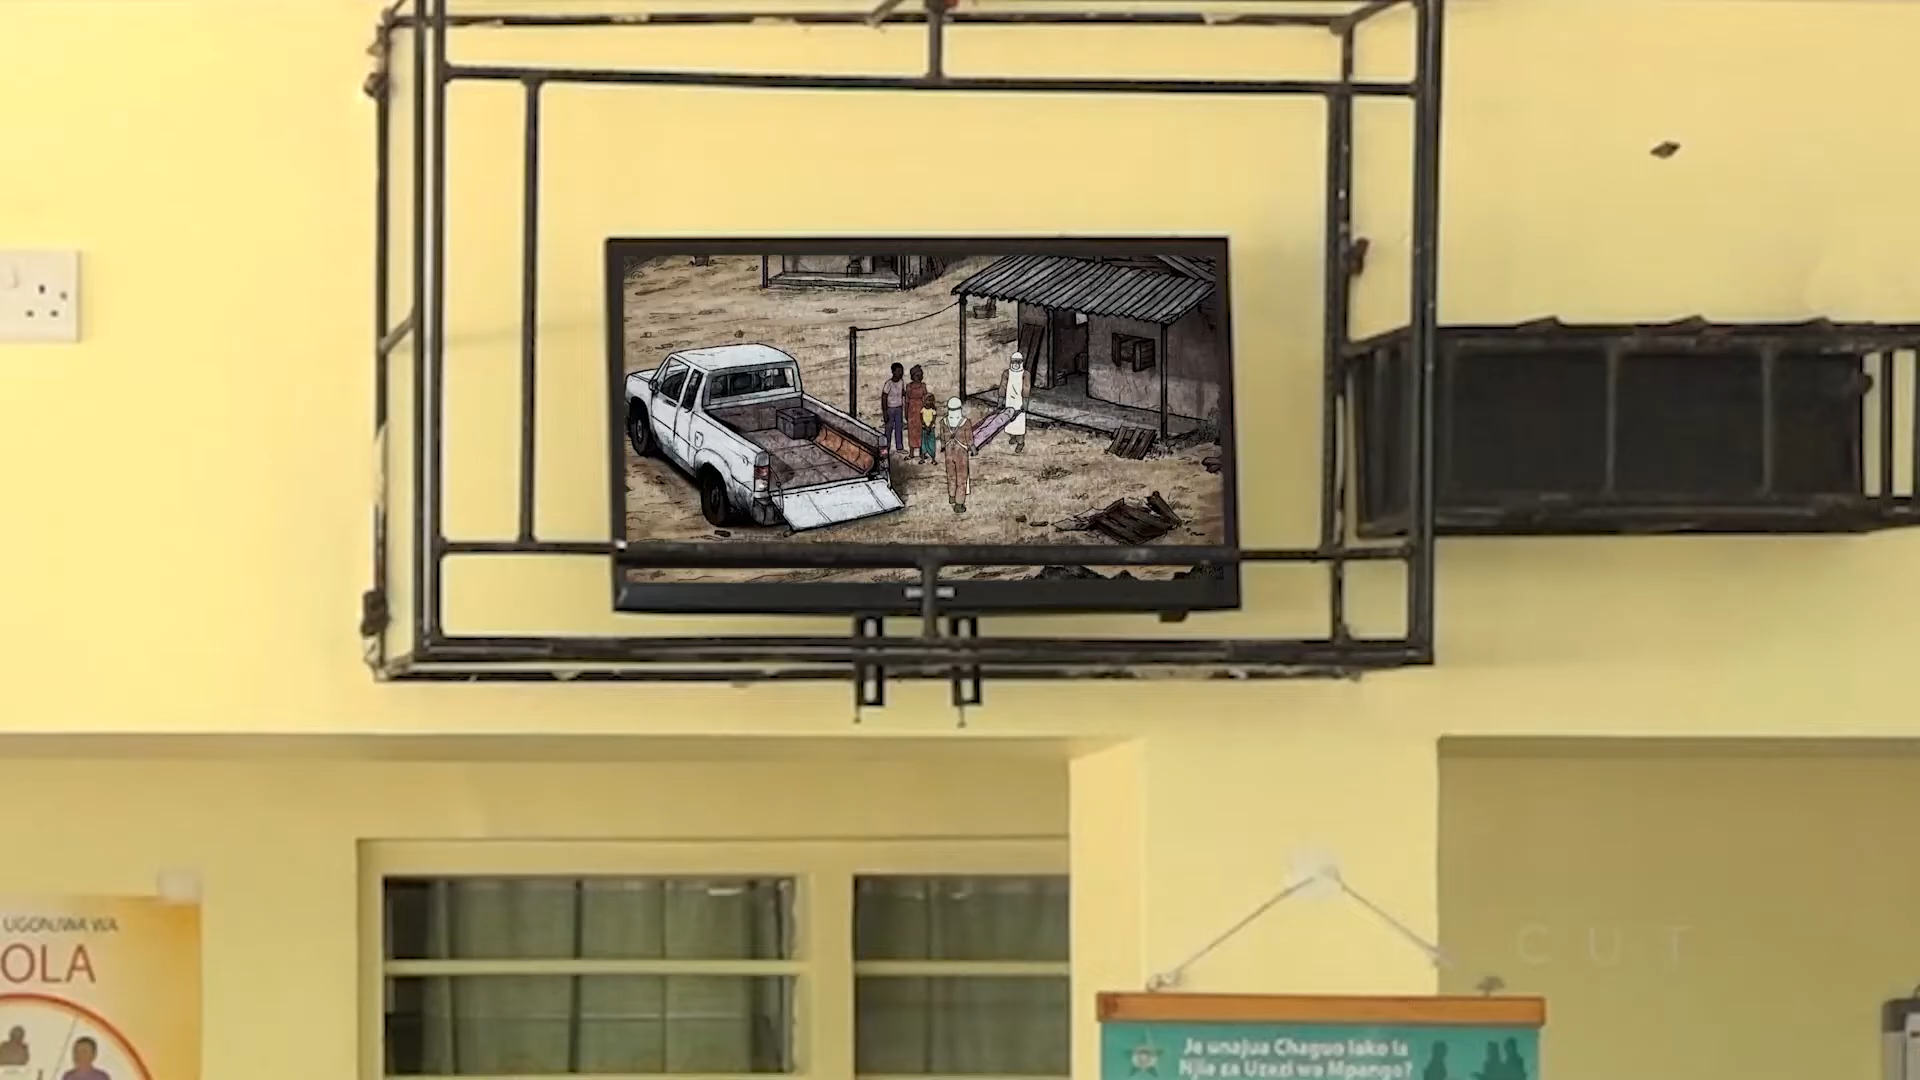 UGONJWA WA
OLA
CUT
Je unajua Chaguo lako la
Njia za Uzazi wa Mpango?